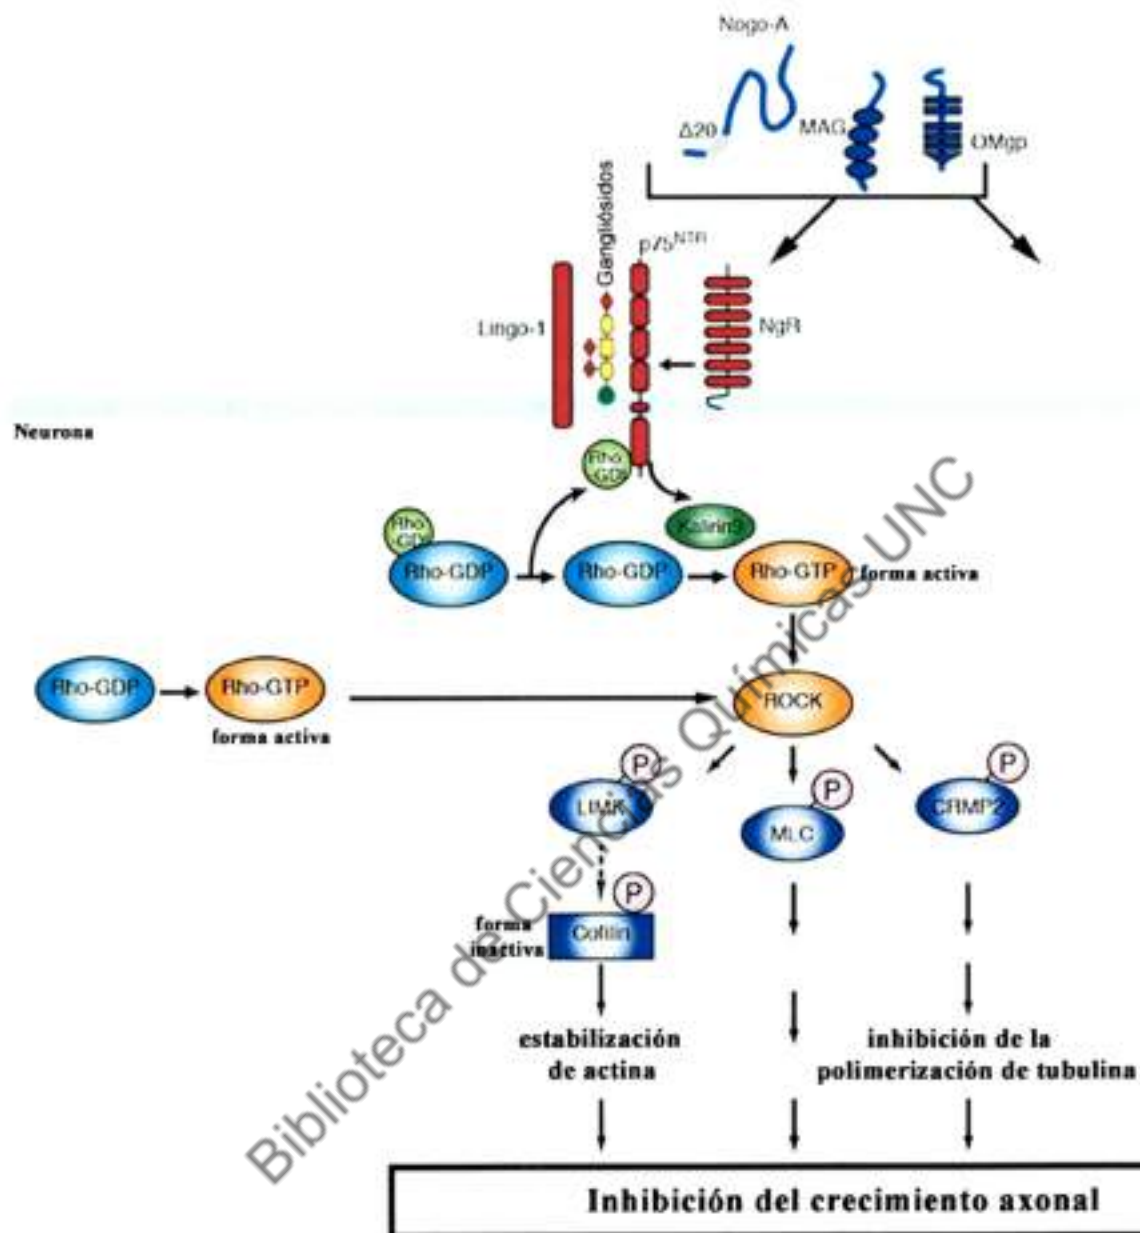 Nogo-A
Δ20
MAG
OMgp
Gangliósidos
p75NTR
Lingo-1
NgR
Neurona
Rho
-GDI
Kalirin9
Rho
-GDI
Rho-GDP
Rho-GDP
Rho-GTP
forma activa
Rho-GDP
Rho-GTP
forma activa
ROCK
P
LIMK
P
MLC
P
CRMP2
P
forma
inactiva
Cofilin
estabilización
de actina
inhibición de la
polimerización de tubulina
Inhibición del crecimiento axonal
Biblioteca de Ciencias Químicas UNC